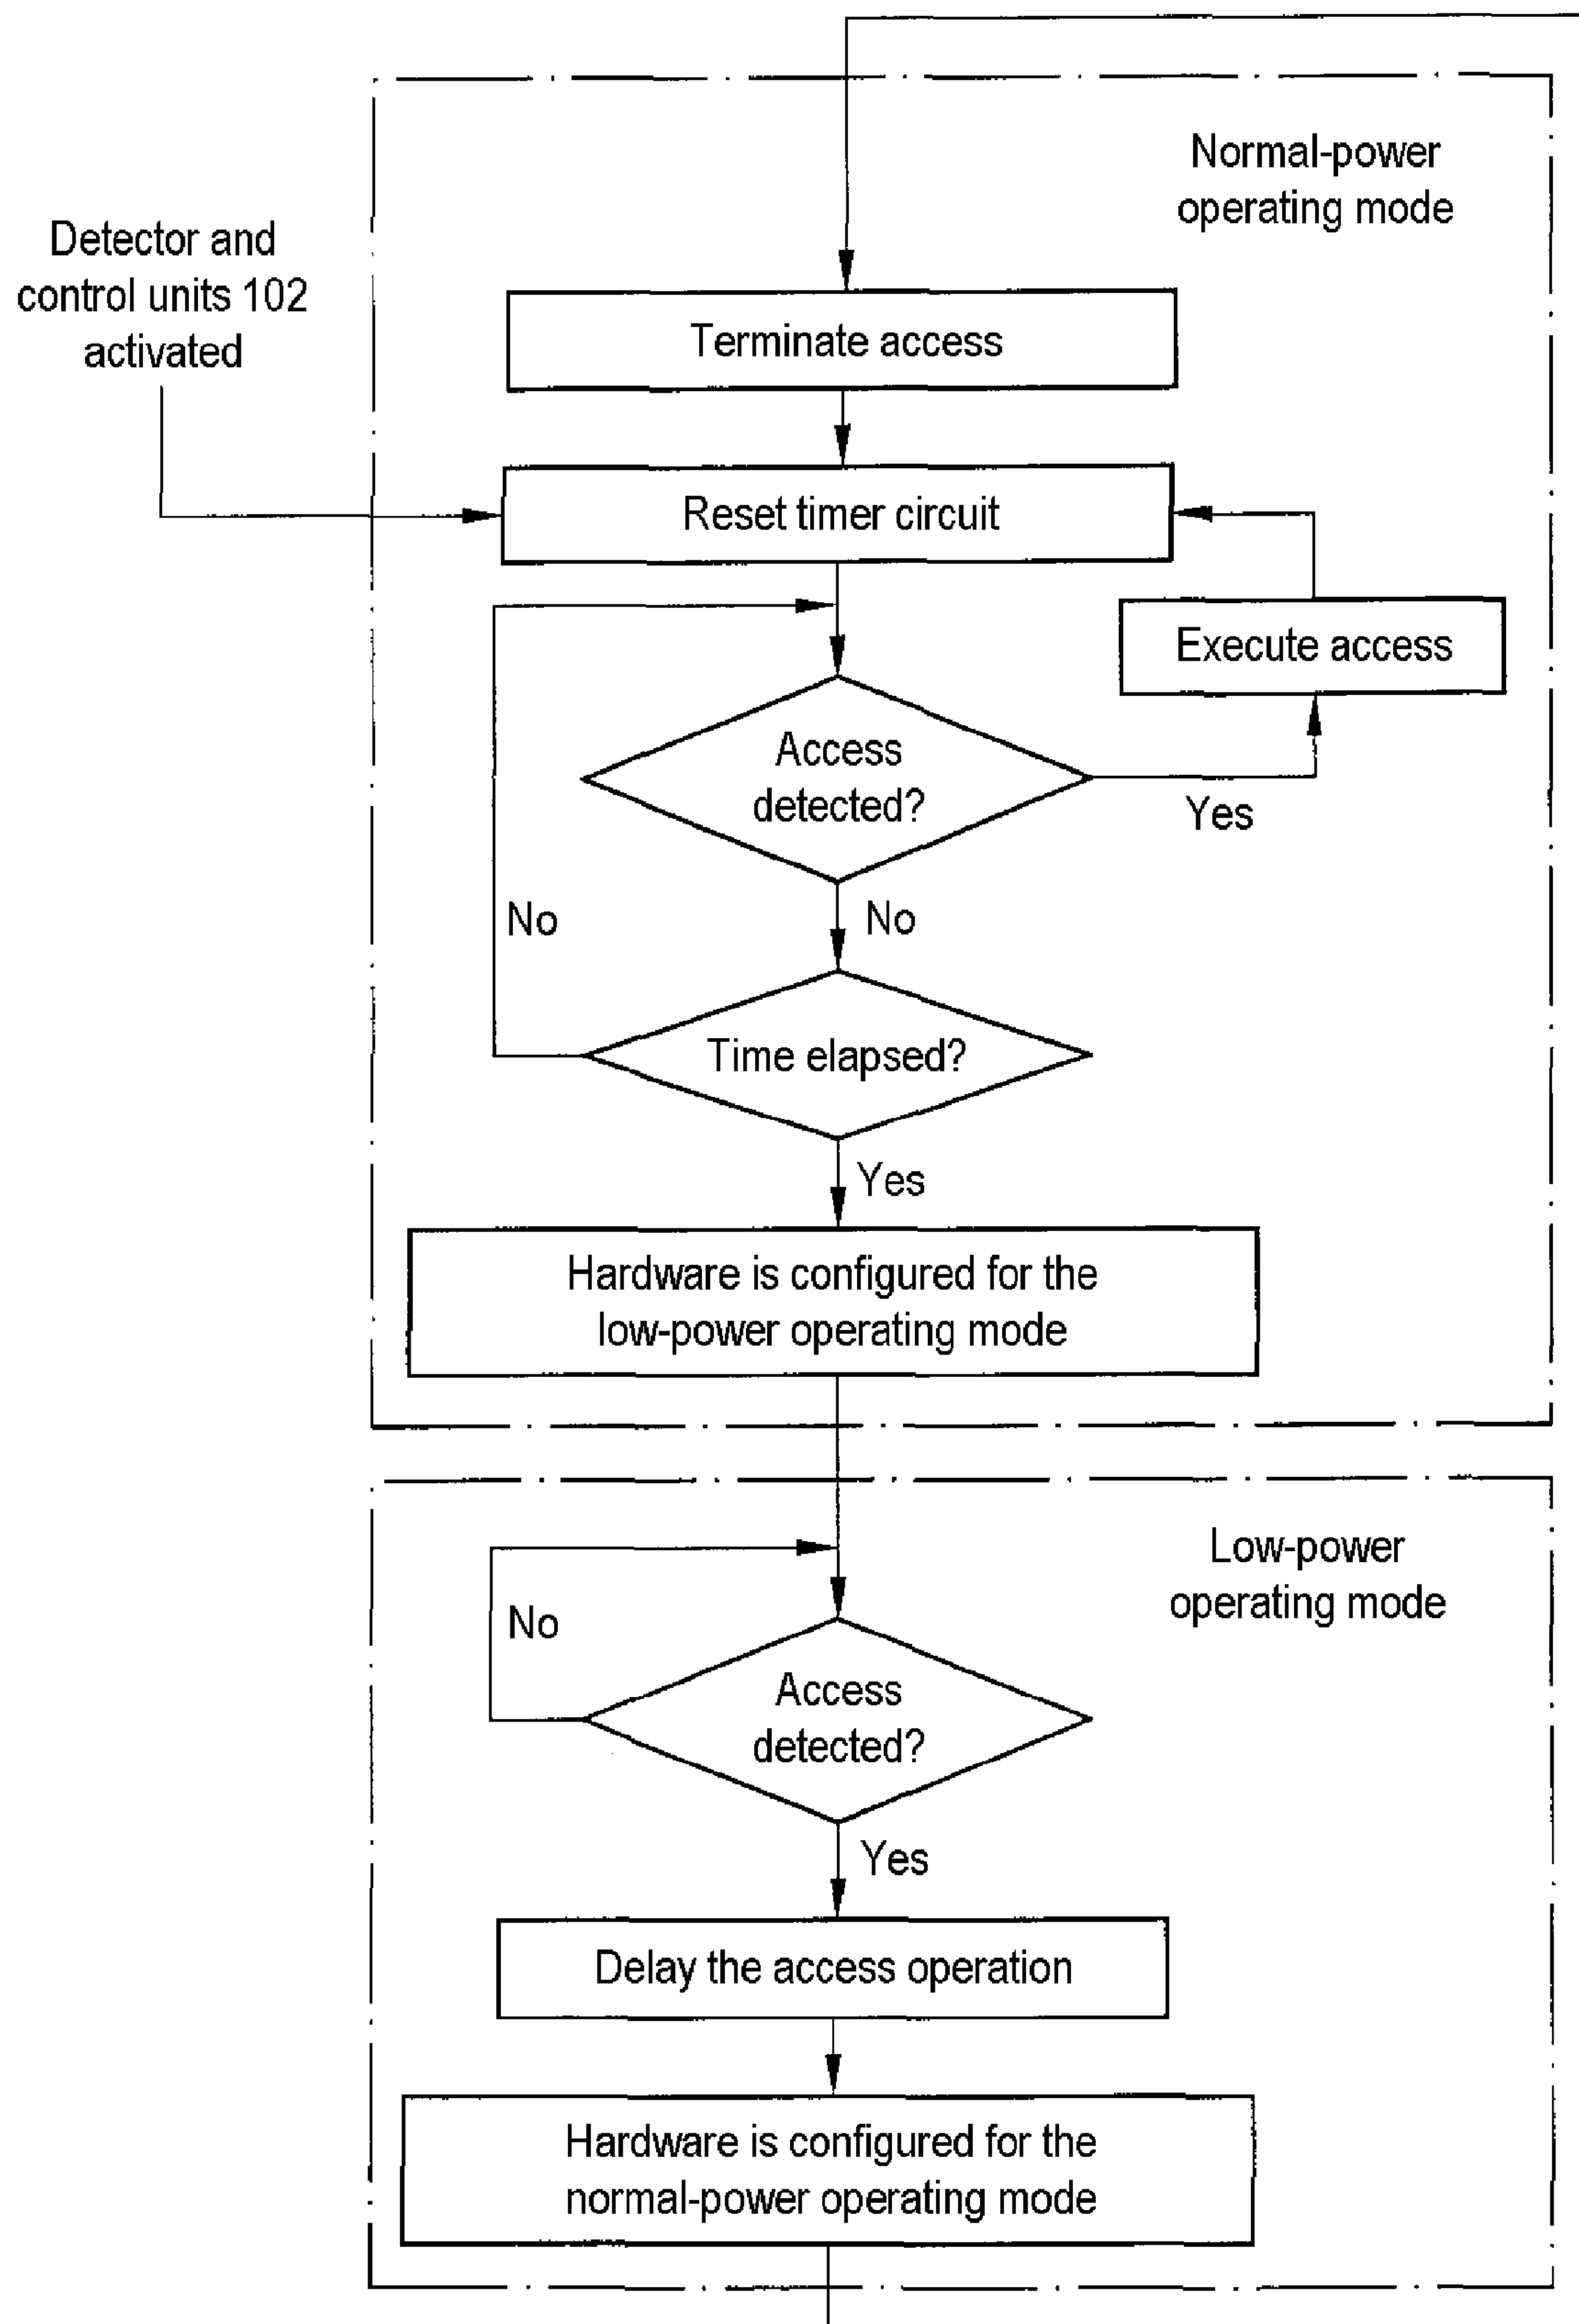 Normal-power
operating mode
Detector and
control units 102
activated
Terminate access
Reset timer circuit
Execute access
Access
detected?
Yes
No
No
Time elapsed?
Yes
Hardware is configured for the
low-power operating mode
Low-power
operating mode
No
Access
detected?
Yes
Delay the access operation
Hardware is configured for the
normal-power operating mode